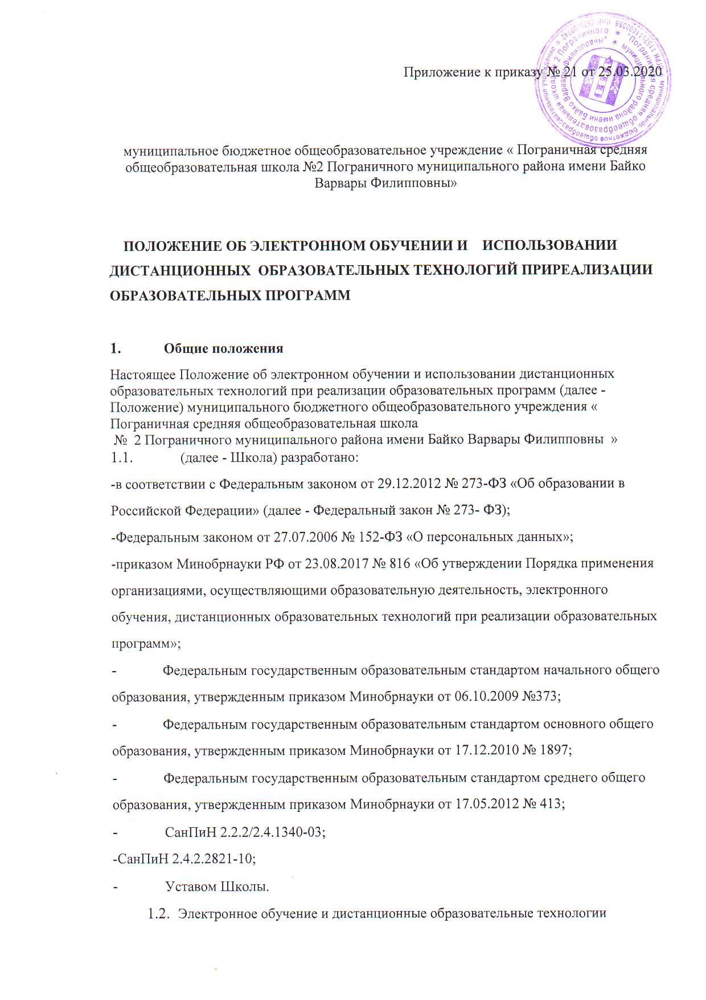 Приложение к приказу № 21 от 25.03.2020
муниципальное бюджетное общеобразовательное учреждение « Пограничная средняя
общеобразовательная школа №2 Пограничного муниципального района имени Байко
Варвары Филипповны»
ПОЛОЖЕНИЕ ОБ ЭЛЕКТРОННОМ ОБУЧЕНИИ И ИСПОЛЬЗОВАНИИ
ДИСТАНЦИОННЫХ ОБРАЗОВАТЕЛЬНЫХ ТЕХНОЛОГИЙ ПРИРЕАЛИЗАЦИИ
ОБРАЗОВАТЕЛЬНЫХ ПРОГРАММ
1. Общие положения
Настоящее Положение об электронном обучении и использовании дистанционных
образовательных технологий при реализации образовательных программ (далее -
Положение) муниципального бюджетного общеобразовательного учреждения «
Пограничная средняя общеобразовательная школа
№ 2 Пограничного муниципального района имени Байко Варвары Филипповны »
1.1. (далее - Школа) разработано:
-в соответствии с Федеральным законом от 29.12.2012 № 273-ФЗ «Об образовании в
Российской Федерации» (далее - Федеральный закон № 273- ФЗ);
-Федеральным законом от 27.07.2006 № 152-ФЗ «О персональных данных»;
-приказом Минобрнауки РФ от 23.08.2017 № 816 «Об утверждении Порядка применения
организациями, осуществляющими образовательную деятельность, электронного
обучения, дистанционных образовательных технологий при реализации образовательных
программ»;
- Федеральным государственным образовательным стандартом начального общего
образования, утвержденным приказом Минобрнауки от 06.10.2009 №373;
- Федеральным государственным образовательным стандартом основного общего
образования, утвержденным приказом Минобрнауки от 17.12.2010 № 1897;
- Федеральным государственным образовательным стандартом среднего общего
образования, утвержденным приказом Минобрнауки от 17.05.2012 № 413;
- СанПиН 2.2.2/2.4.1340-03;
-СанПиН 2.4.2.2821-10;
- Уставом Школы.
1.2. Электронное обучение и дистанционные образовательные технологии